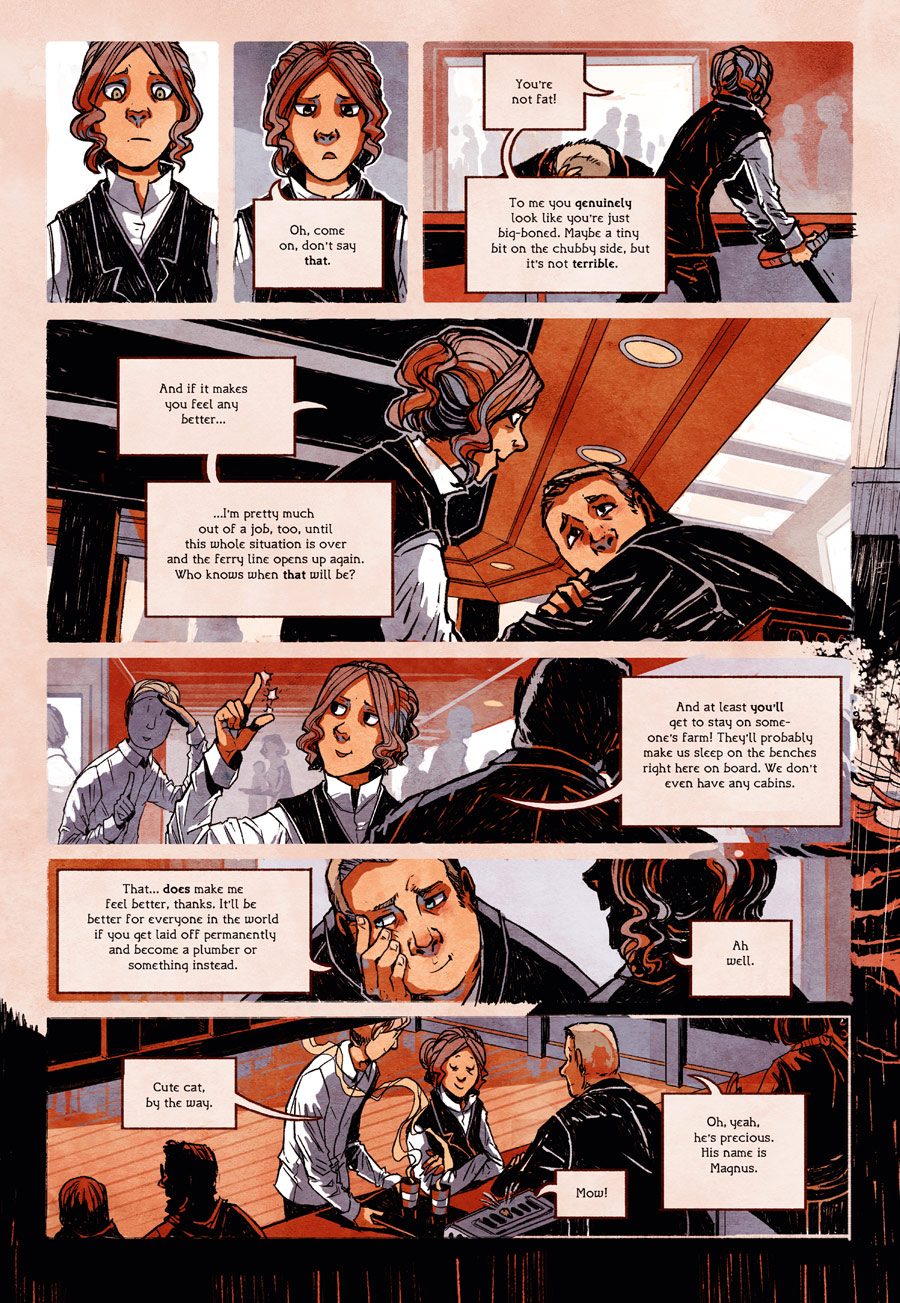 Oh, come
on, don't say
that.
You're
not fat!
To me you genuinely
look like you're just
big-boned. Maybe a tiny
bit on the chubby side, but
it's not terrible.
And if it makes
you feel any
better...
...I'm pretty much
out of a job, too, until
this whole situation is over
and the ferry line opens up again.
Who knows when that will be?
And at least you'll
get to stay on some-
one's farm! They'll probably
make us sleep on the benches
right here on board. We don't
even have any cabins.
That... does make me
feel better, thanks. It'll be
better for everyone in the world
if you get laid off permanently
and become a plumber or
something instead.
Ah
well.
Cute cat,
by the way.
Oh, yeah,
he's precious.
His name is
Magnus.
Mow!